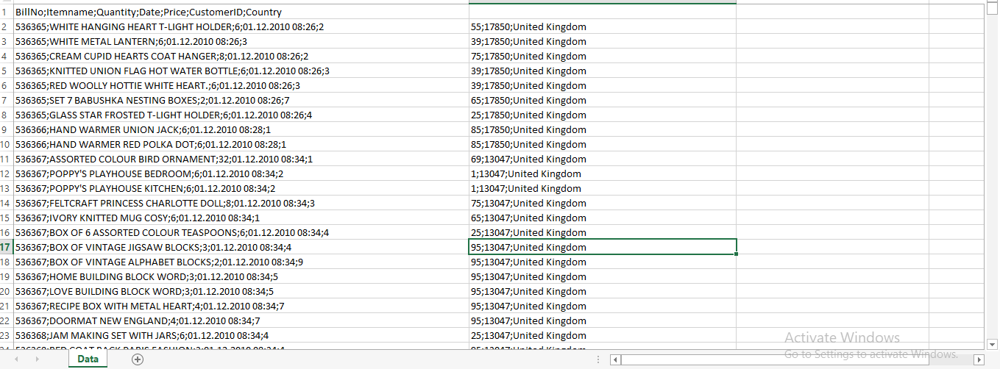 1 BillNo;Itemname;Quantity;Date;Price;CustomerID;Country
2 536365;WHITE HANGING HEART T-LIGHT HOLDER;6;01.12.2010 08:26;2 55;17850;United Kingdom
3 536365;WHITE METAL LANTERN;6;01.12.2010 08:26;3 39;17850;United Kingdom
4 536365;CREAM CUPID HEARTS COAT HANGER;8;01.12.2010 08:26;2 75;17850;United Kingdom
5 536365;KNITTED UNION FLAG HOT WATER BOTTLE;6;01.12.2010 08:26;3 39;17850;United Kingdom
6 536365;RED WOOLLY HOTTIE WHITE HEART.;6;01.12.2010 08:26;3 39;17850;United Kingdom
7 536365;SET 7 BABUSHKA NESTING BOXES;2;01.12.2010 08:26;7 65;17850;United Kingdom
8 536365;GLASS STAR FROSTED T-LIGHT HOLDER;6;01.12.2010 08:26;4 25;17850;United Kingdom
9 536366;HAND WARMER UNION JACK;6;01.12.2010 08:28;1 85;17850;United Kingdom
10 536366;HAND WARMER RED POLKA DOT;6;01.12.2010 08:28;1 85;17850;United Kingdom
11 536367;ASSORTED COLOUR BIRD ORNAMENT;32;01.12.2010 08:34;1 69;13047;United Kingdom
12 536367;POPPY'S PLAYHOUSE BEDROOM;6;01.12.2010 08:34;2 1;13047;United Kingdom
13 536367;POPPY'S PLAYHOUSE KITCHEN;6;01.12.2010 08:34;2 1;13047;United Kingdom
14 536367;FELTCRAFT PRINCESS CHARLOTTE DOLL;8;01.12.2010 08:34;3 75;13047;United Kingdom
15 536367;IVORY KNITTED MUG COSY;6;01.12.2010 08:34;1 65;13047;United Kingdom
16 536367;BOX OF 6 ASSORTED COLOUR TEASPOONS;6;01.12.2010 08:34;4 25;13047;United Kingdom
17 536367;BOX OF VINTAGE JIGSAW BLOCKS;3;01.12.2010 08:34;4 95;13047;United Kingdom
18 536367;BOX OF VINTAGE ALPHABET BLOCKS;2;01.12.2010 08:34;9 95;13047;United Kingdom
19 536367;HOME BUILDING BLOCK WORD;3;01.12.2010 08:34;5 95;13047;United Kingdom
20 536367;LOVE BUILDING BLOCK WORD;3;01.12.2010 08:34;5 95;13047;United Kingdom
21 536367;RECIPE BOX WITH METAL HEART;4;01.12.2010 08:34;7 95;13047;United Kingdom
22 536367;DOORMAT NEW ENGLAND;4;01.12.2010 08:34;7 95;13047;United Kingdom
23 536368;JAM MAKING SET WITH JARS;6;01.12.2010 08:34;4 25;13047;United Kingdom
Activate Windows
Go to Settings to activate Windows.
Data